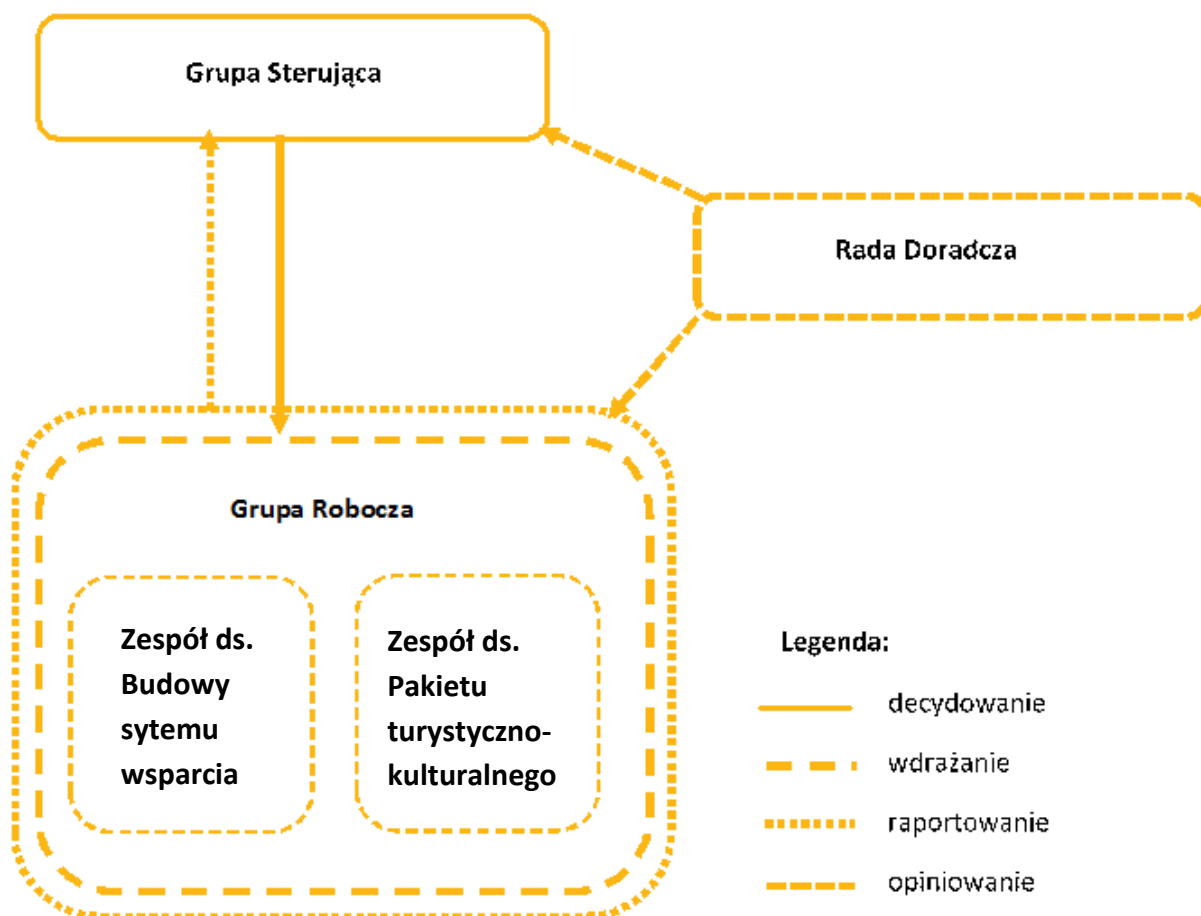 Grupa Sterująca
Rada Doradcza
Grupa Robocza
Zespół ds.
Budowy
sytemu
wsparcia
Zespół ds.
Pakietu
turystyczno-
kulturalnego
Legenda:
decydowanie
wdrażanie
raportowanie
opiniowanie